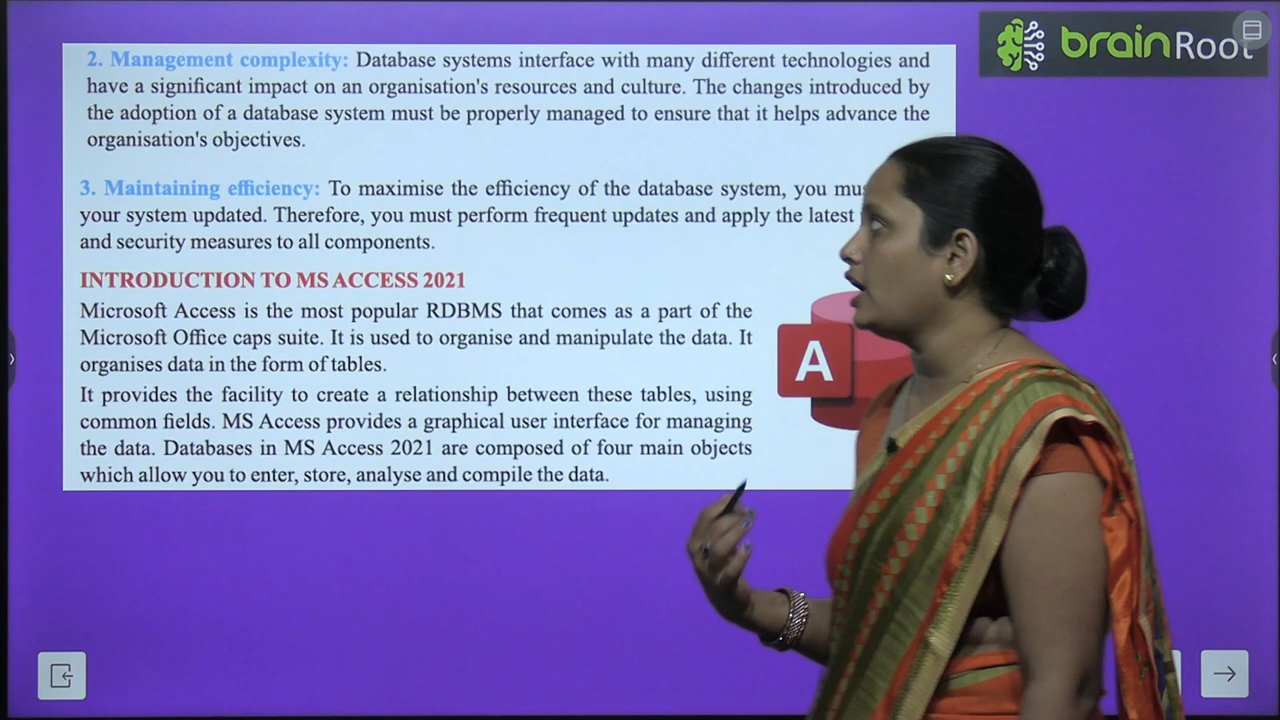 brainRoot
2. Management complexity: Database systems interface with many different technologies and
have a significant impact on an organisation's resources and culture. The changes introduced by
the adoption of a database system must be properly managed to ensure that it helps advance the
organisation's objectives.
3. Maintaining efficiency: To maximise the efficiency of the database system, you
your system updated. Therefore, you must perform frequent updates and apply the latest
and security measures to all components.
INTRODUCTION TO MS ACCESS 2021
Microsoft Access is the most popular RDBMS that comes as a part of the
Microsoft Office caps suite. It is used to organise and manipulate the data. It
organises data in the form of tables.
A
It provides the facility to create a relationship between these tables, using
common fields. MS Access provides a graphical user interface for managing
the data. Databases in MS Access 2021 are composed of four main objects
which allow you to enter, store, analyse and compile the data.